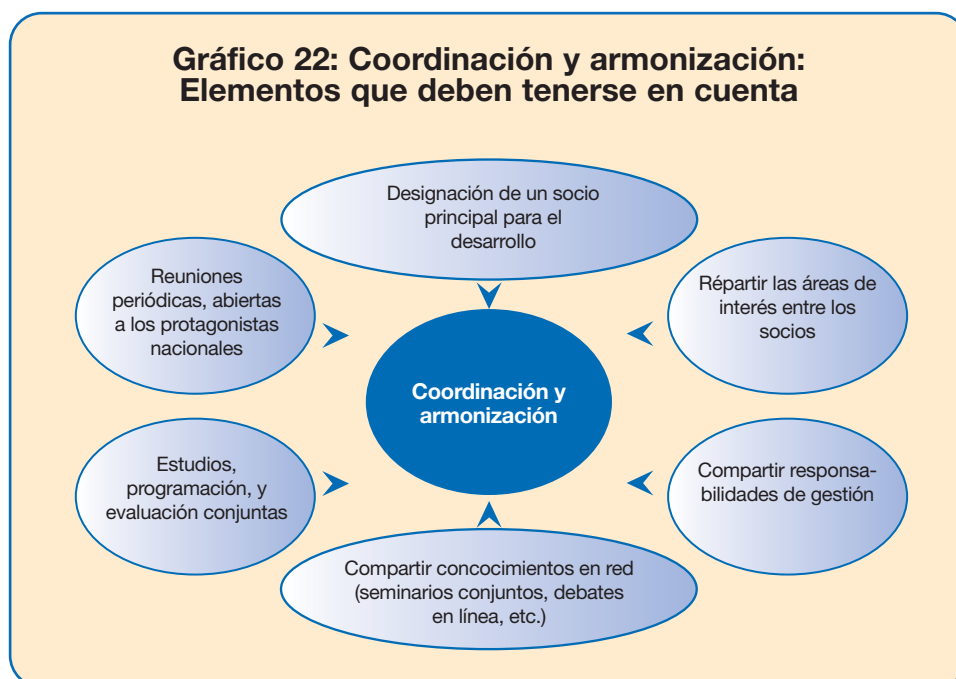 Gráfico 22: Coordinación y armonización:
Elementos que deben tenerse en cuenta
Designación de un socio
principal para el
desarrollo
Reuniones
periódicas, abiertas
a los protagonistas
nacionales
Répartir las áreas de
interés entre los
socios
Coordinación y
armonización
Estudios,
programación, y
evaluación conjuntas
Compartir responsa-
bilidades de gestión
Compartir concocimientos en red
(seminarios conjuntos, debates
en línea, etc.)